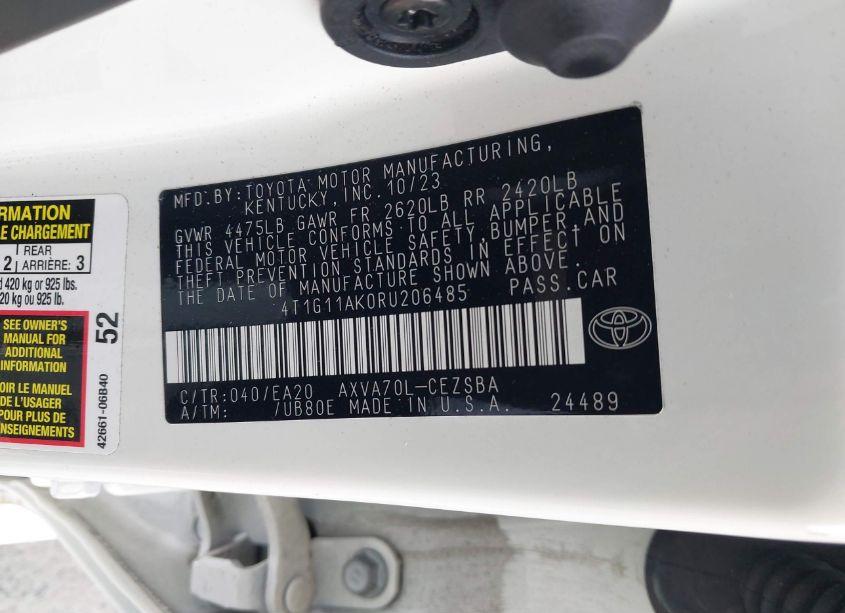 RMATION
E CHARGEMENT
2 REAR
ARRIÈRE: 3
d 420 kg or 925 lbs.
20 kg ou 925 lb.
SEE OWNER'S
MANUAL FOR
ADDITIONAL
INFORMATION
VOIR LE MANUEL
DE L'USAGER
POUR PLUS DE
ENSEIGNEMENTS
52
42661-06B40
MFD.BY:TOYOTA MOTOR MANUFACTURING,
KENTUCKY,INC. 10/23
GVWR 4475LB GAWR FR 2620LB RR 2420LB
THIS VEHICLE CONFORMS TO ALL APPLICABLE
FEDERAL MOTOR VEHICLE SAFETY,BUMPER,AND
THEFT PREVENTION STANDARDS IN EFFECT ON
THE DATE OF MANUFACTURE SHOWN ABOVE.
4T1G11AK0RU206485 PASS.CAR
C/TR:040/EA20 AXVA70L-CEZSBA
A/TM: /UB80E MADE IN U.S.A. 24489